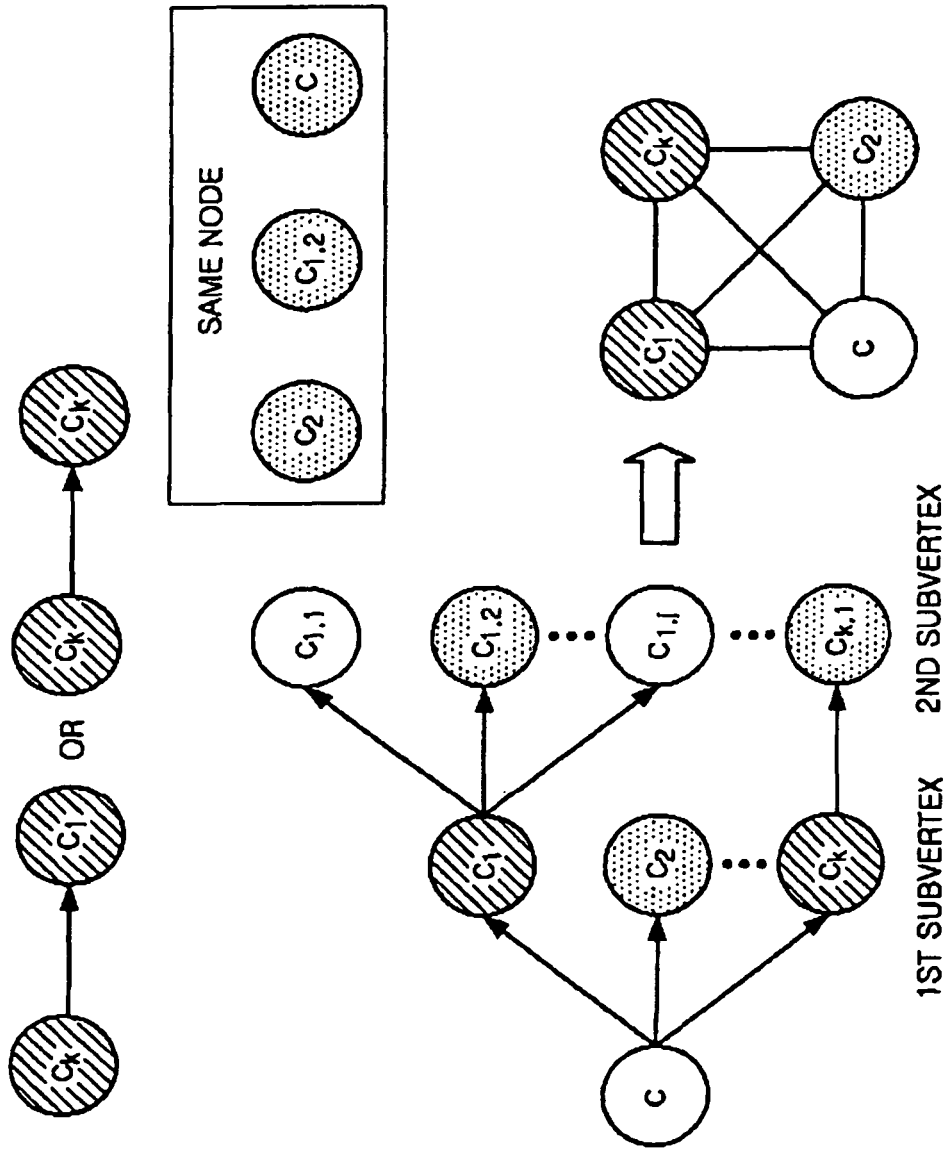 Ck C1 OR Ck Ck
SAME NODE
C2 C1,2 C
C1,1
C1 C1,2
C C2 C1,j
Ck Ck,1
C1 Ck
C C2
1ST SUBVERTEX 2ND SUBVERTEX